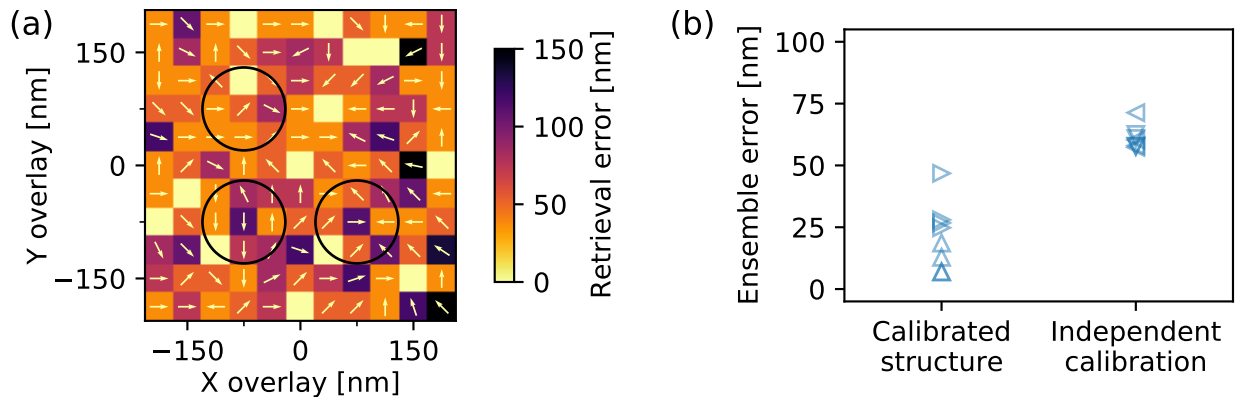 (a)
150
0
−150
Y overlay [nm]
−150 0 150
X overlay [nm]
150
100
50
0
Retrieval error [nm]
(b)
100
75
50
25
0
Ensemble error [nm]
Calibrated
structure
Independent
calibration